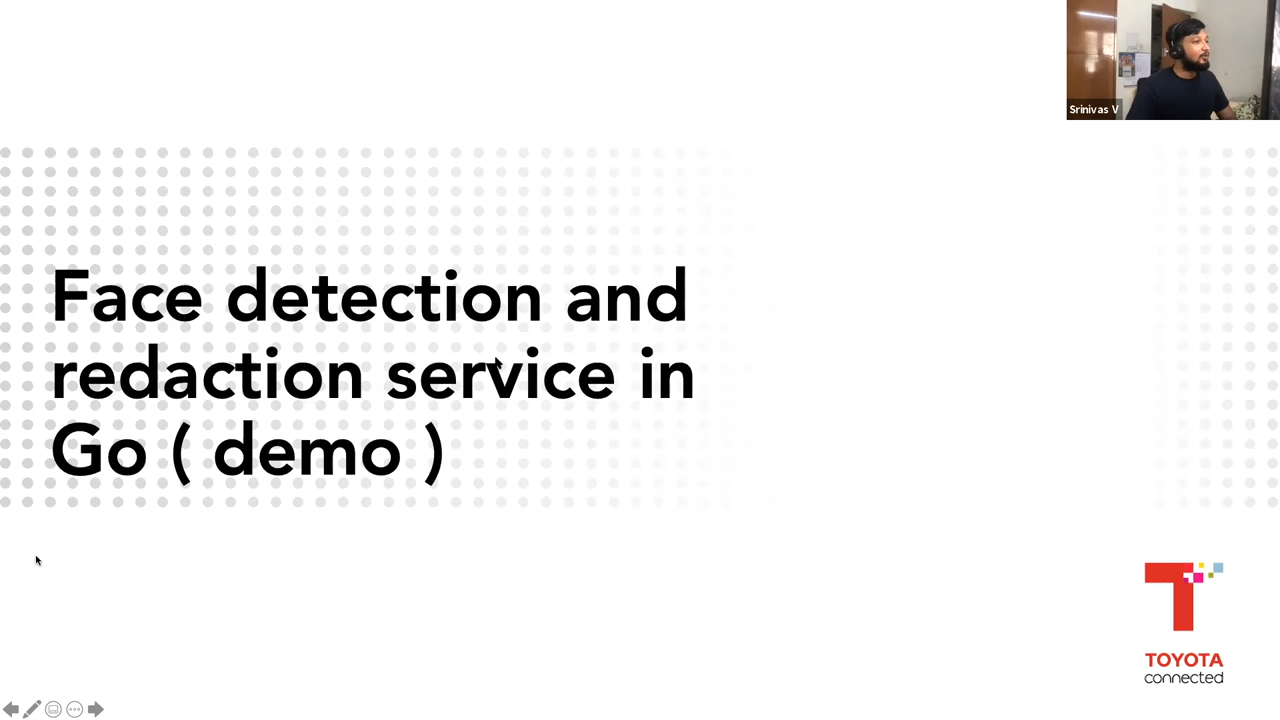 Srinivas V
Face detection and
redaction service in
Go ( demo )
TOYOTA
connected